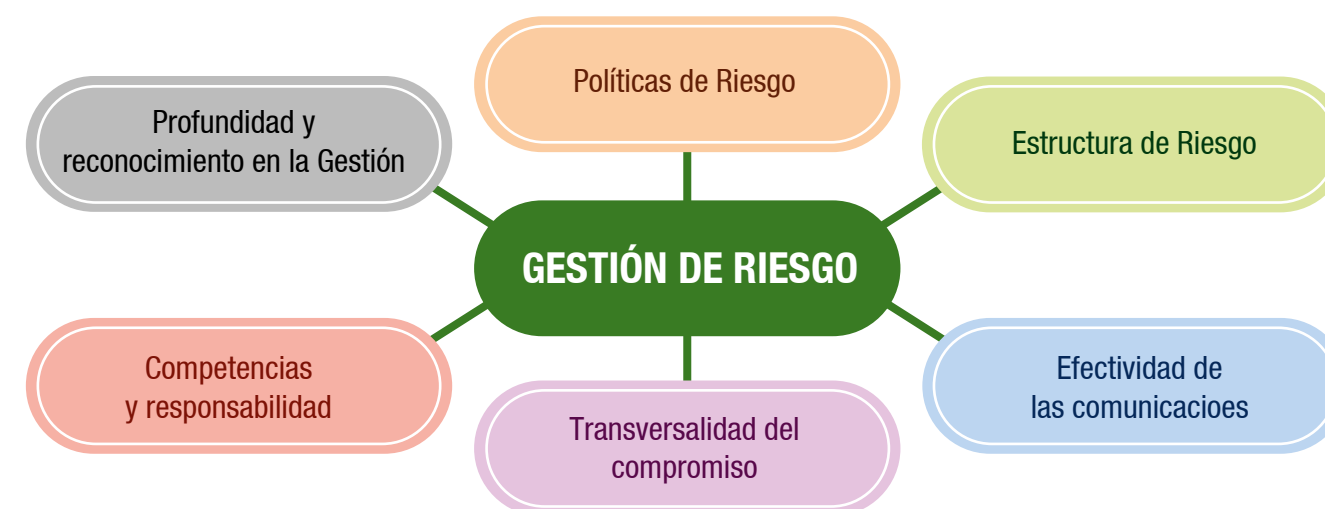 Políticas de Riesgo
Profundidad y
reconocimiento en la Gestión
Estructura de Riesgo
GESTIÓN DE RIESGO
Competencias
y responsabilidad
Efectividad de
las comunicacioes
Transversalidad del
compromiso